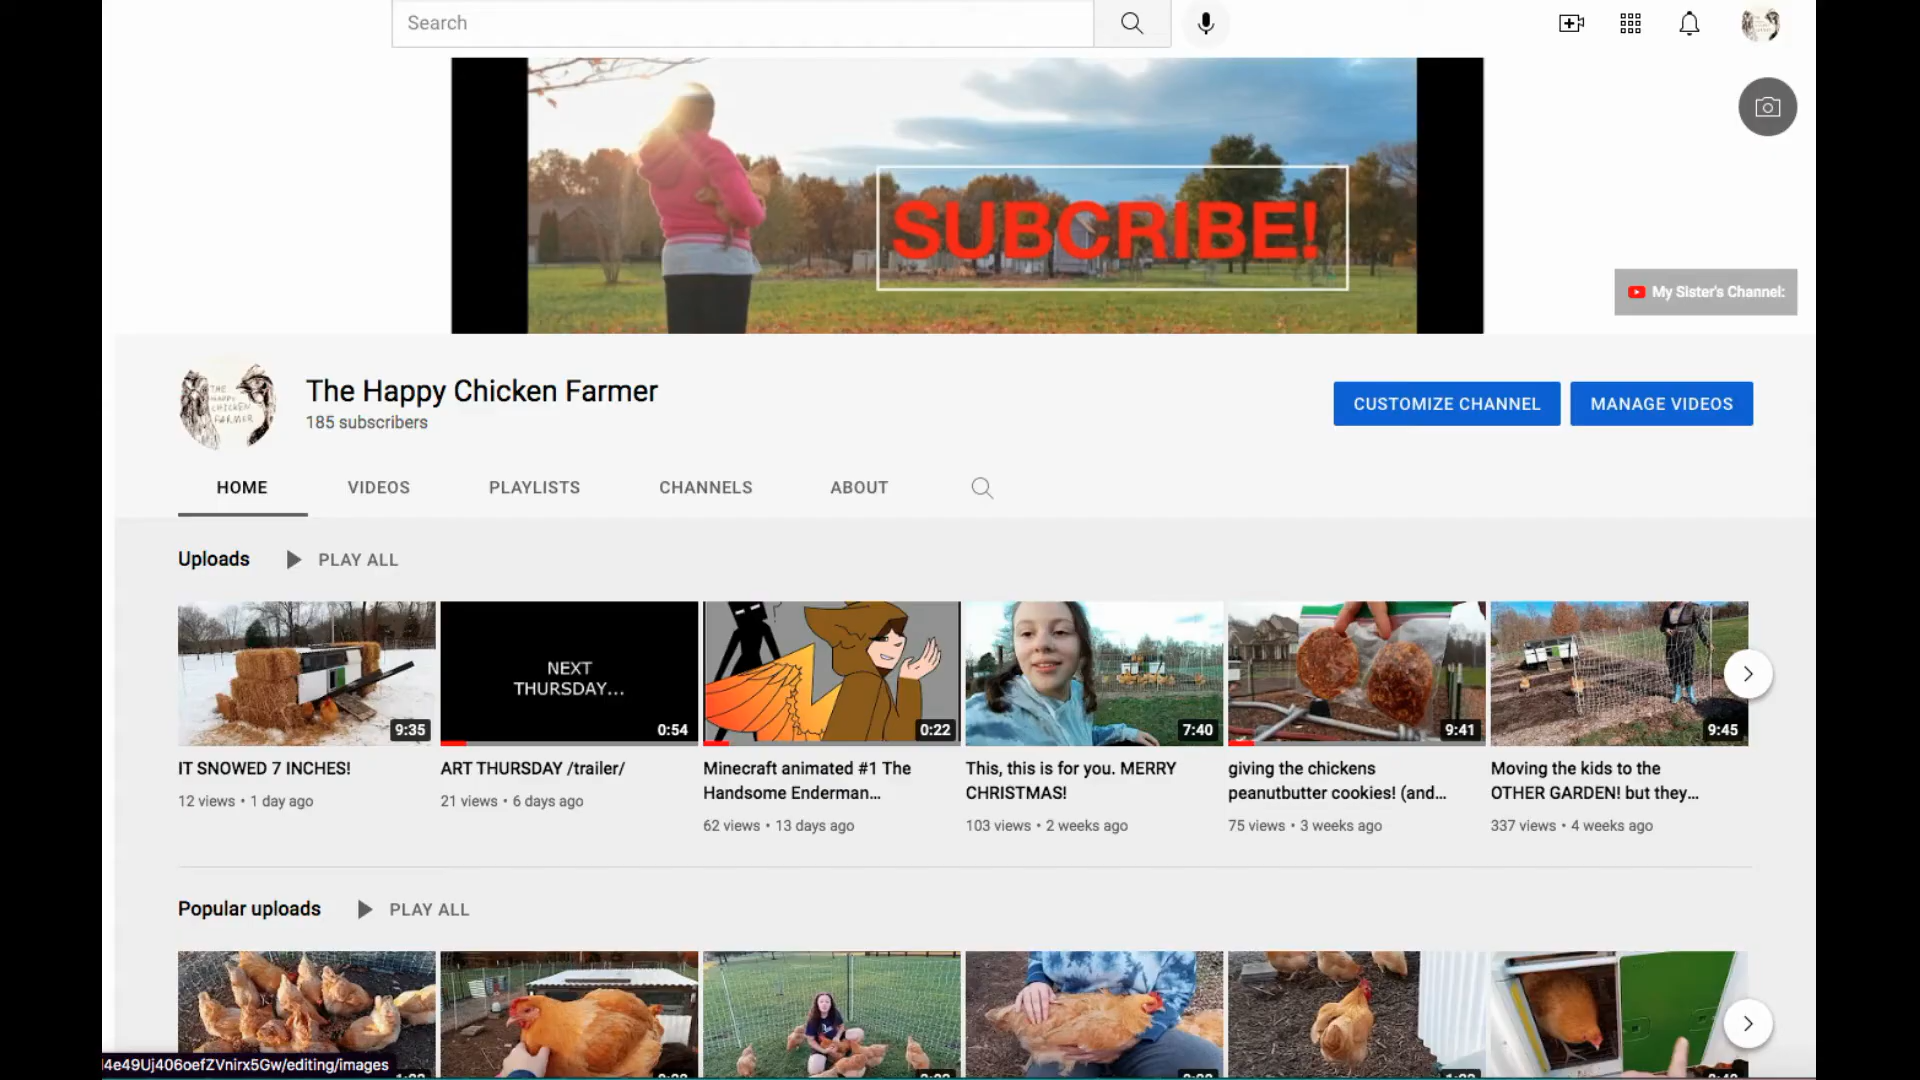 Search
SUBCRIBE!
My Sister's Channel:
THE
HAPPY
CHICKEN
FARMER
The Happy Chicken Farmer
185 subscribers
CUSTOMIZE CHANNEL
MANAGE VIDEOS
HOME
VIDEOS
PLAYLISTS
CHANNELS
ABOUT
Uploads
PLAY ALL
NEXT
THURSDAY...
9:35
0:54
0:22
7:40
9:41
9:45
IT SNOWED 7 INCHES!
12 views • 1 day ago
ART THURSDAY /trailer/
21 views • 6 days ago
Minecraft animated #1 The
Handsome Enderman...
62 views • 13 days ago
This, this is for you. MERRY
CHRISTMAS!
103 views • 2 weeks ago
giving the chickens
peanutbutter cookies! (and...
75 views • 3 weeks ago
Moving the kids to the
OTHER GARDEN! but they...
337 views • 4 weeks ago
Popular uploads
PLAY ALL
4e49Uj406oefZVnirx5Gw/editing/images